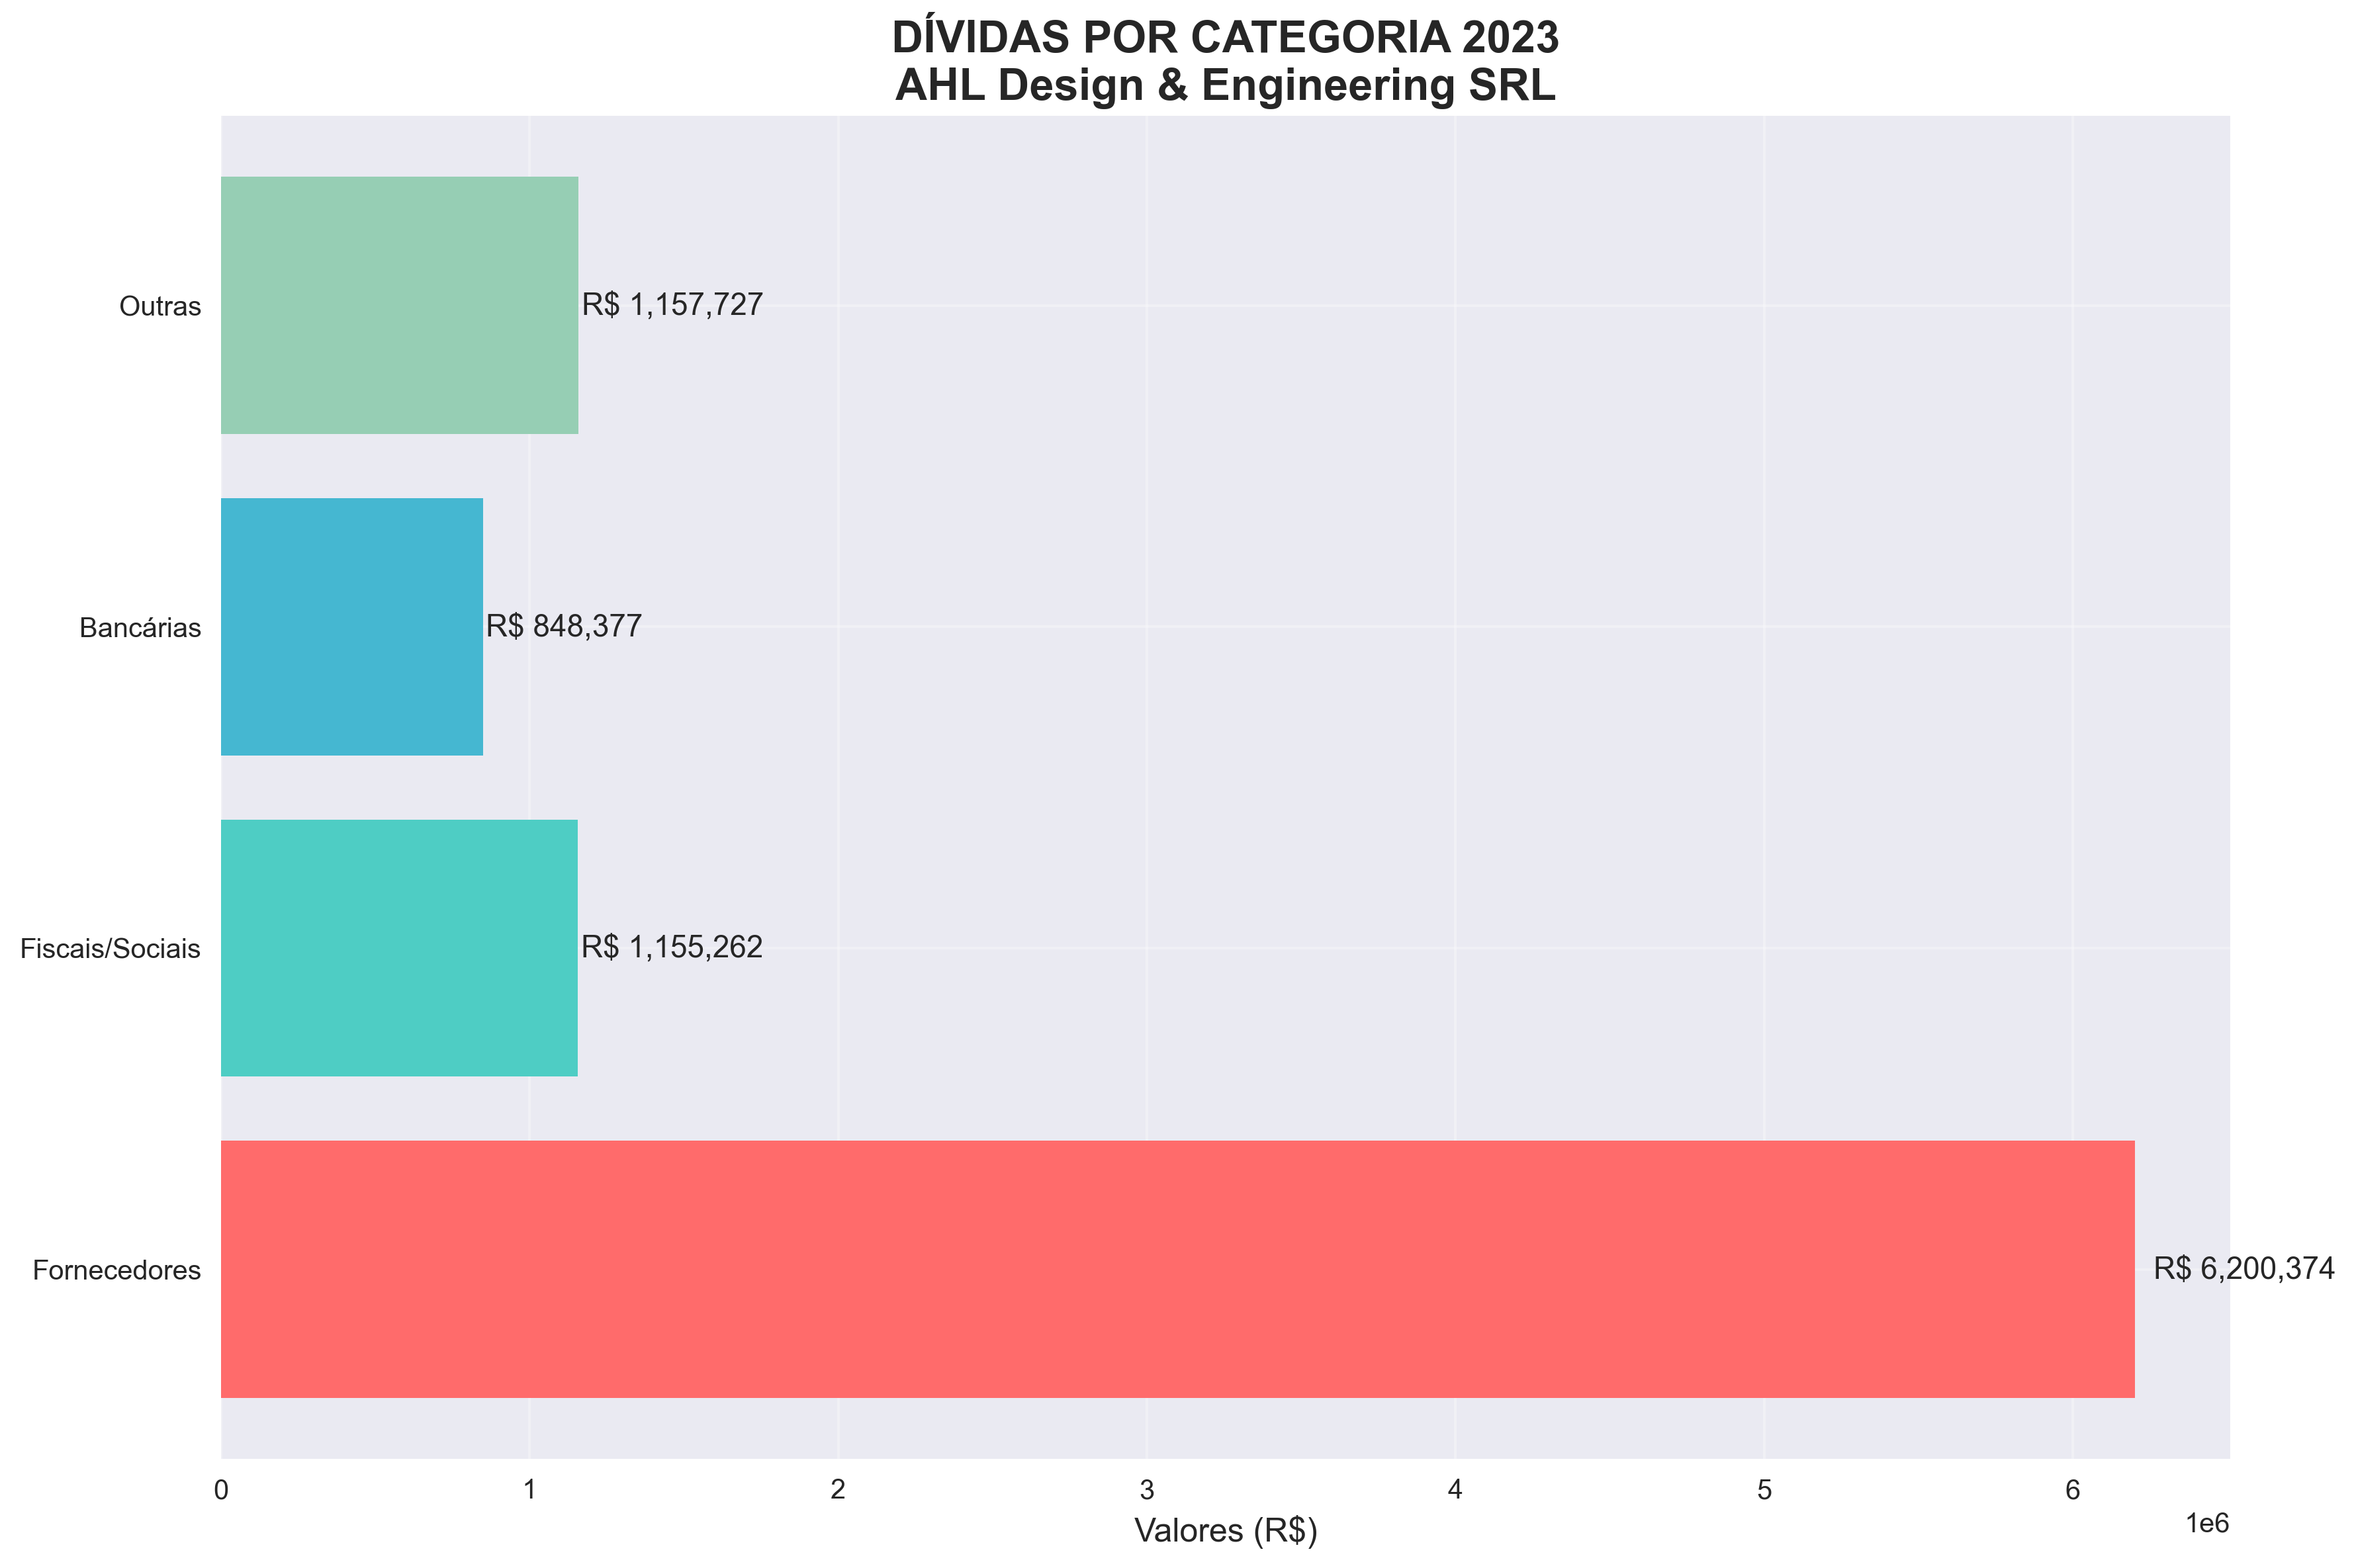 DÍVIDAS POR CATEGORIA 2023
AHL Design & Engineering SRL
Outras
R$ 1,157,727
Bancárias
R$ 848,377
Fiscais/Sociais
R$ 1,155,262
Fornecedores
R$ 6,200,374
0 1 2 3 4 5 6
1e6
Valores (R$)